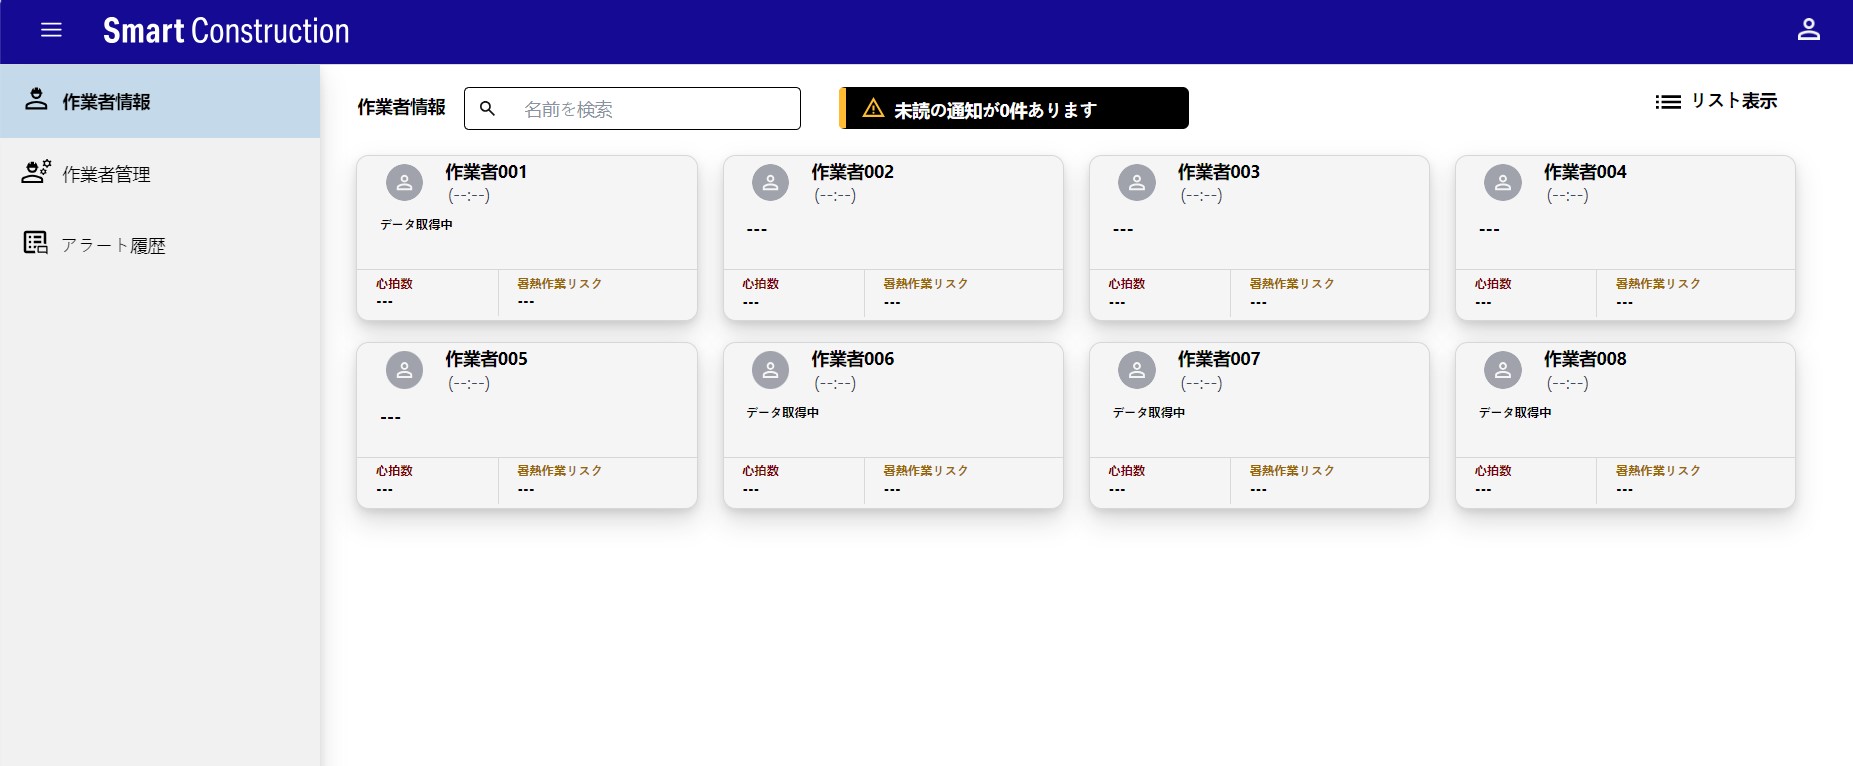 Smart Construction
作業者情報
作業者管理
アラート履歴
作業者情報
名前を検索
未読の通知が0件あります
リスト表示
作業者001
(--:--)
データ取得中
心拍数
---
暑熱作業リスク
---
作業者002
(--:--)
---
心拍数
---
暑熱作業リスク
---
作業者003
(--:--)
---
心拍数
---
暑熱作業リスク
---
作業者004
(--:--)
---
心拍数
---
暑熱作業リスク
---
作業者005
(--:--)
---
心拍数
---
暑熱作業リスク
---
作業者006
(--:--)
データ取得中
心拍数
---
暑熱作業リスク
---
作業者007
(--:--)
データ取得中
心拍数
---
暑熱作業リスク
---
作業者008
(--:--)
データ取得中
心拍数
---
暑熱作業リスク
---